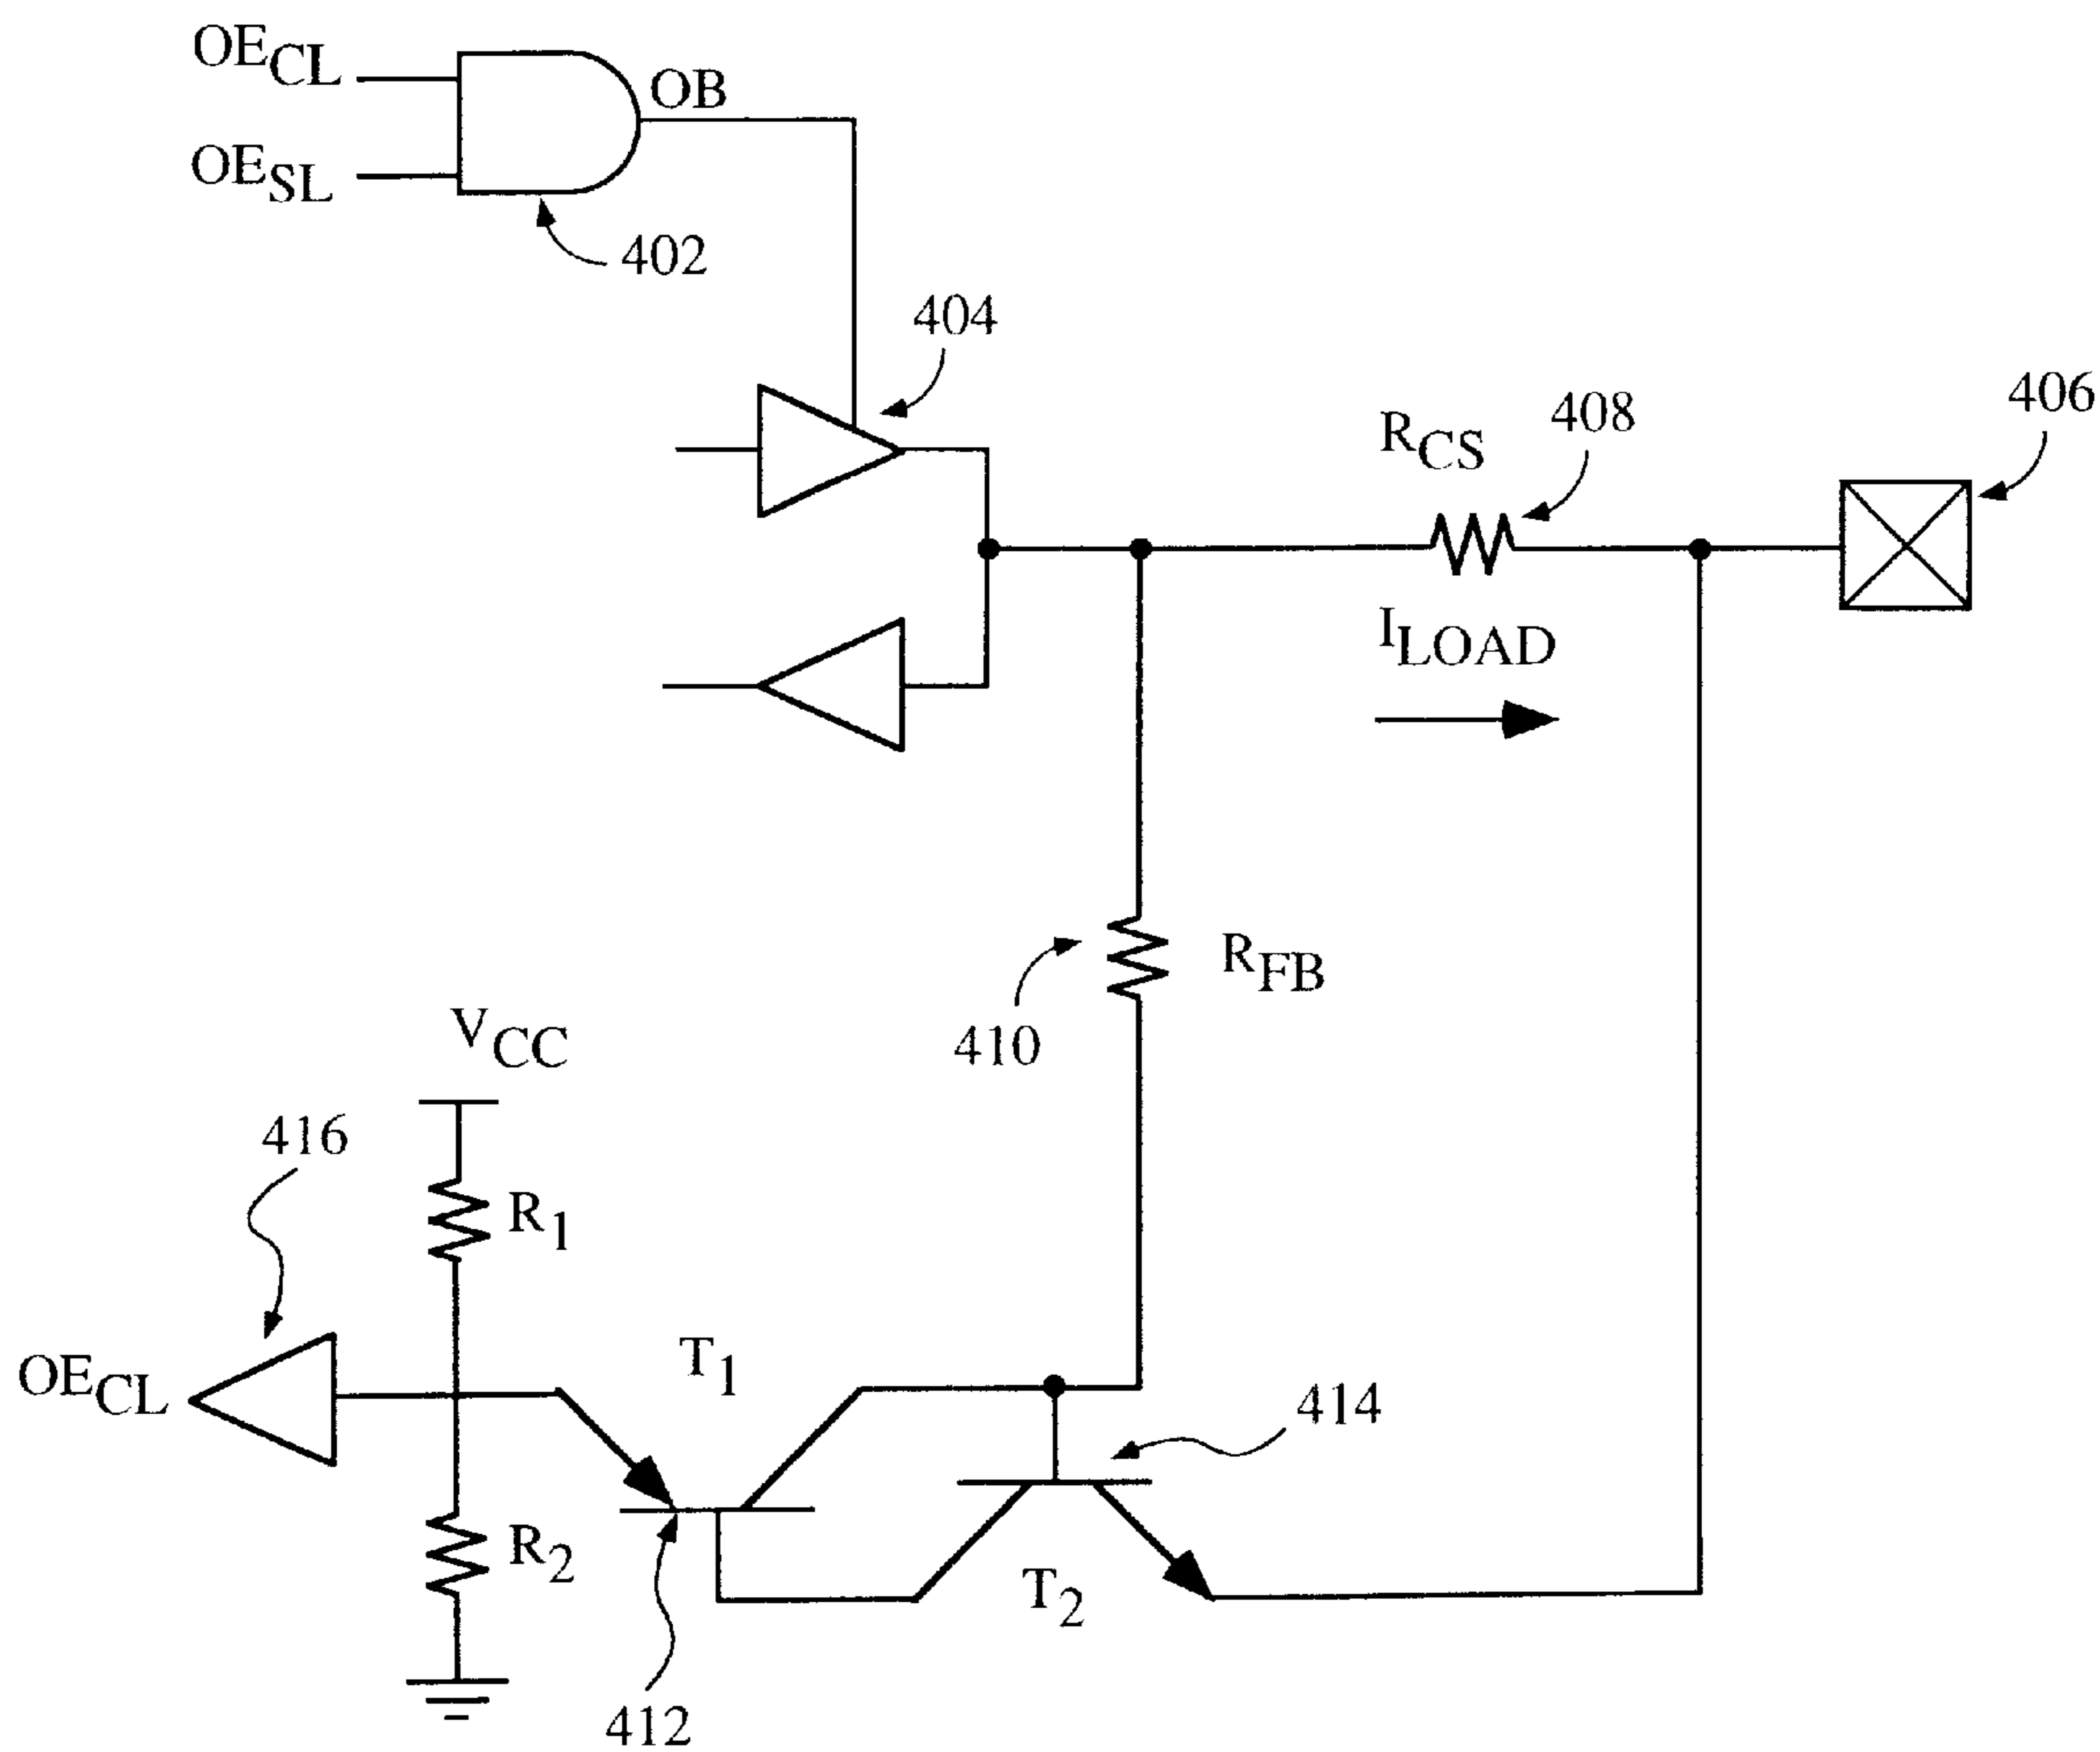 OECL
OB
OESL
402
404
406
RCS
408
ILOAD
RFB
410
VCC
416
R1
T1
OECL
414
R2
T2
412